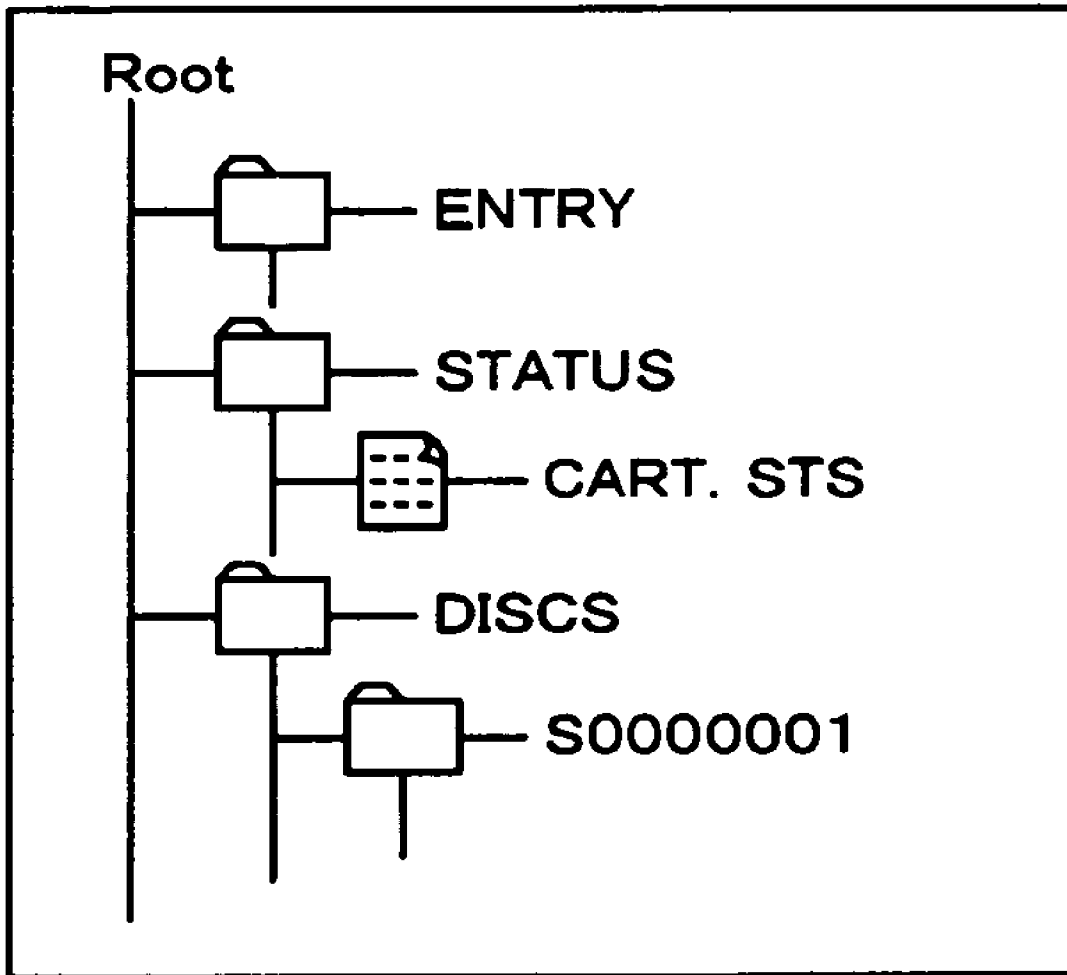 Root
ENTRY
STATUS
CART. STS
DISCS
S0000001